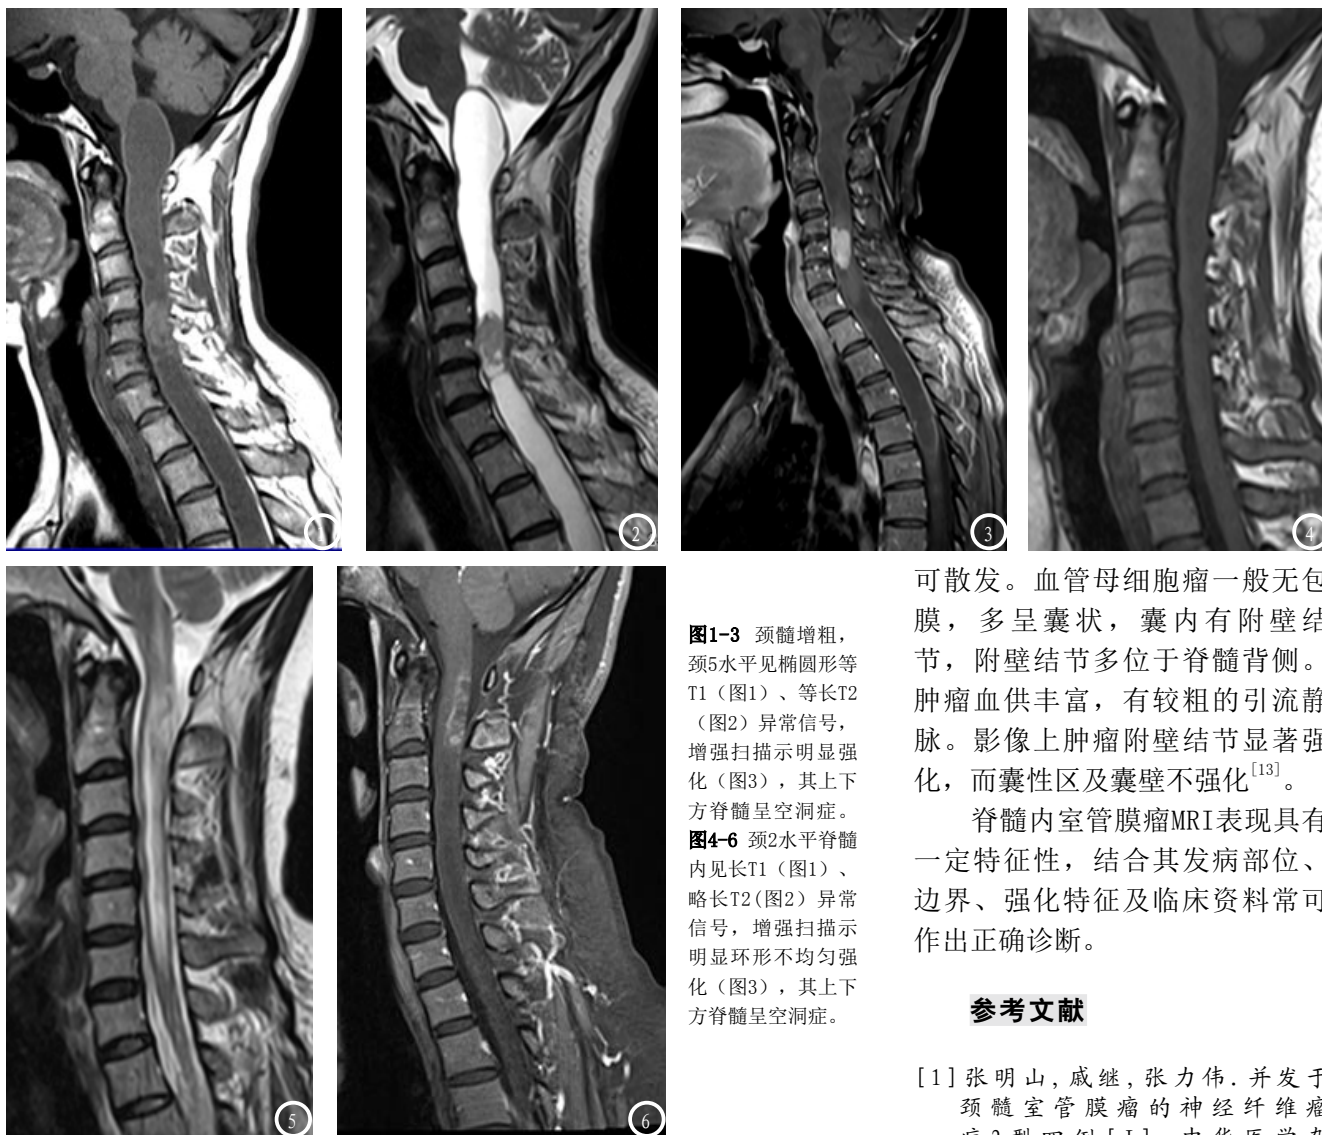 1
2
3
4
5
6
图1-3 颈髓增粗，
颈5水平见椭圆形等
T1（图1）、等长T2
（图2）异常信号，
增强扫描示明显强
化（图3），其上下
方脊髓呈空洞症。
图4-6 颈2水平脊髓
内见长T1（图1）、
略长T2(图2）异常
信号，增强扫描示
明显环形不均匀强
化（图3），其上下
方脊髓呈空洞症。
可散发。血管母细胞瘤一般无包
膜，多呈囊状，囊内有附壁结
节，附壁结节多位于脊髓背侧。
肿瘤血供丰富，有较粗的引流静
脉。影像上肿瘤附壁结节显著强
化，而囊性区及囊壁不强化[13]。
脊髓内室管膜瘤MRI表现具有
一定特征性，结合其发病部位、
边界、强化特征及临床资料常可
作出正确诊断。
参考文献
[1]张明山,戚继,张力伟.并发于
颈髓室管膜瘤的神经纤维瘤